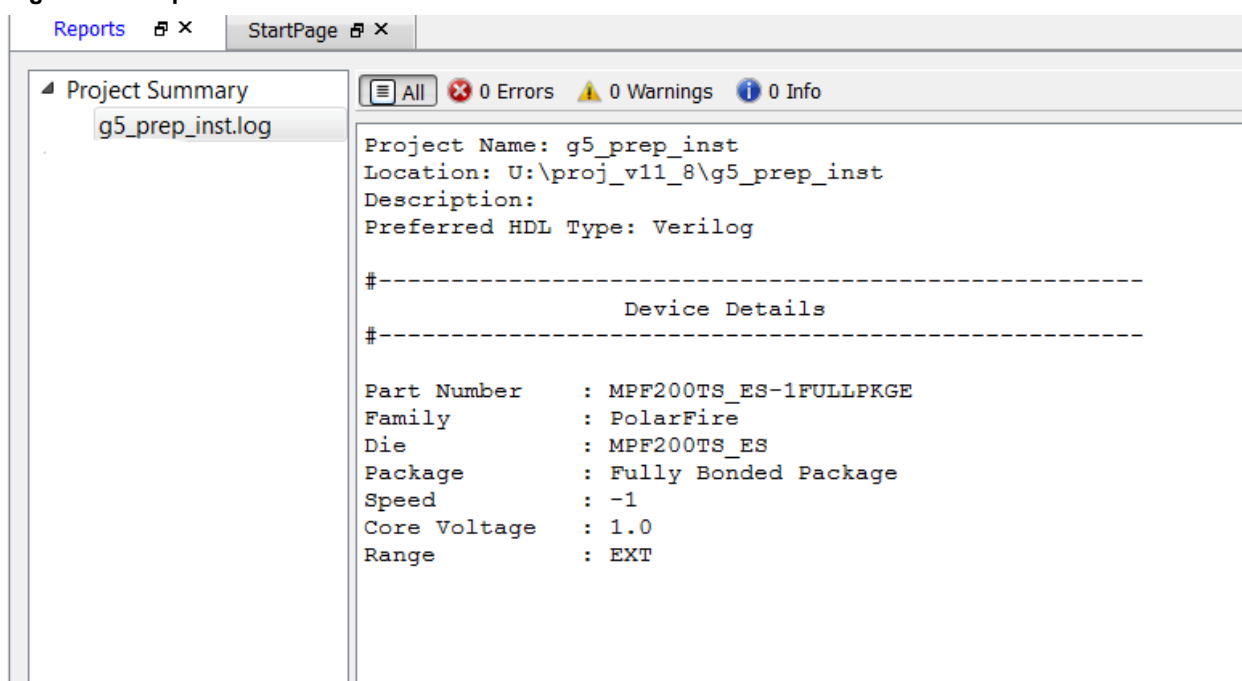 Reports
StartPage
Project Summary
g5_prep_inst.log
All 0 Errors 0 Warnings 0 Info
Project Name: g5_prep_inst
Location: U:\proj_v11_8\g5_prep_inst
Description:
Preferred HDL Type: Verilog
#-----------------------------------------------------
Device Details
#-----------------------------------------------------
Part Number : MPF200TS_ES-1FULLPKGE
Family : PolarFire
Die : MPF200TS_ES
Package : Fully Bonded Package
Speed : -1
Core Voltage : 1.0
Range : EXT